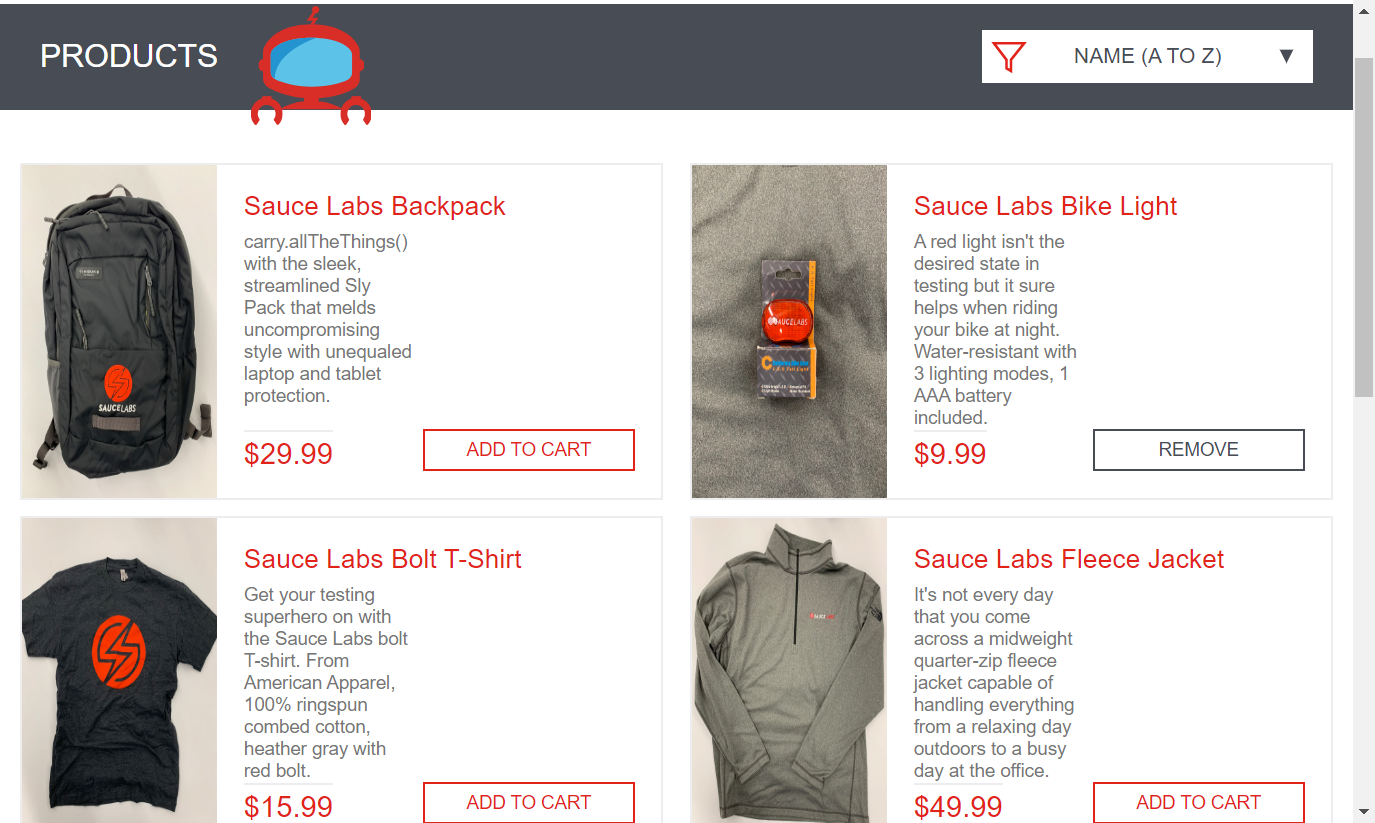 PRODUCTS
NAME (A TO Z)
Sauce Labs Backpack
carry.allTheThings()
with the sleek,
streamlined Sly
Pack that melds
uncompromising
style with unequaled
laptop and tablet
protection.
$29.99
ADD TO CART
SAUCELABS
Sauce Labs Bike Light
A red light isn't the
desired state in
testing but it sure
helps when riding
your bike at night.
Water-resistant with
3 lighting modes, 1
AAA battery
included.
$9.99
REMOVE
SAUCELABS
Sauce Labs Bolt T-Shirt
Get your testing
superhero on with
the Sauce Labs bolt
T-shirt. From
American Apparel,
100% ringspun
combed cotton,
heather gray with
red bolt.
$15.99
ADD TO CART
Sauce Labs Fleece Jacket
It's not every day
that you come
across a midweight
quarter-zip fleece
jacket capable of
handling everything
from a relaxing day
outdoors to a busy
day at the office.
$49.99
ADD TO CART